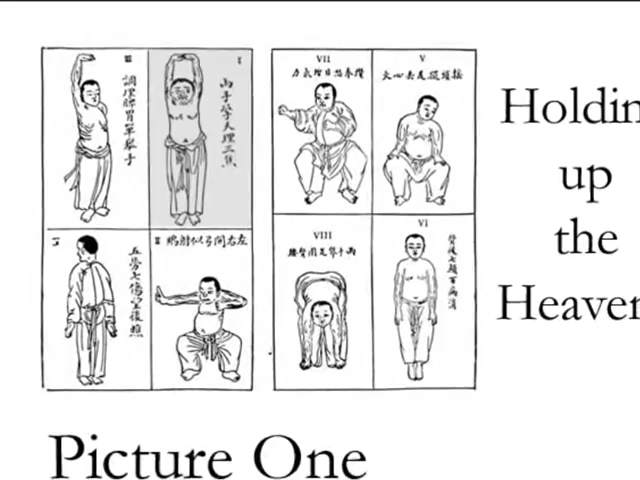 III
調理脾胃單舉手
I
兩手擎天理三焦
VII
攢拳怒目增氣力
V
搖頭擺尾去心火
Holdin
up
the
Heaven
五勞七傷望後瞧
II
左右開弓似射鵰
VIII
兩手攀足固腎腰
VI
背後七顛百病消
Picture One